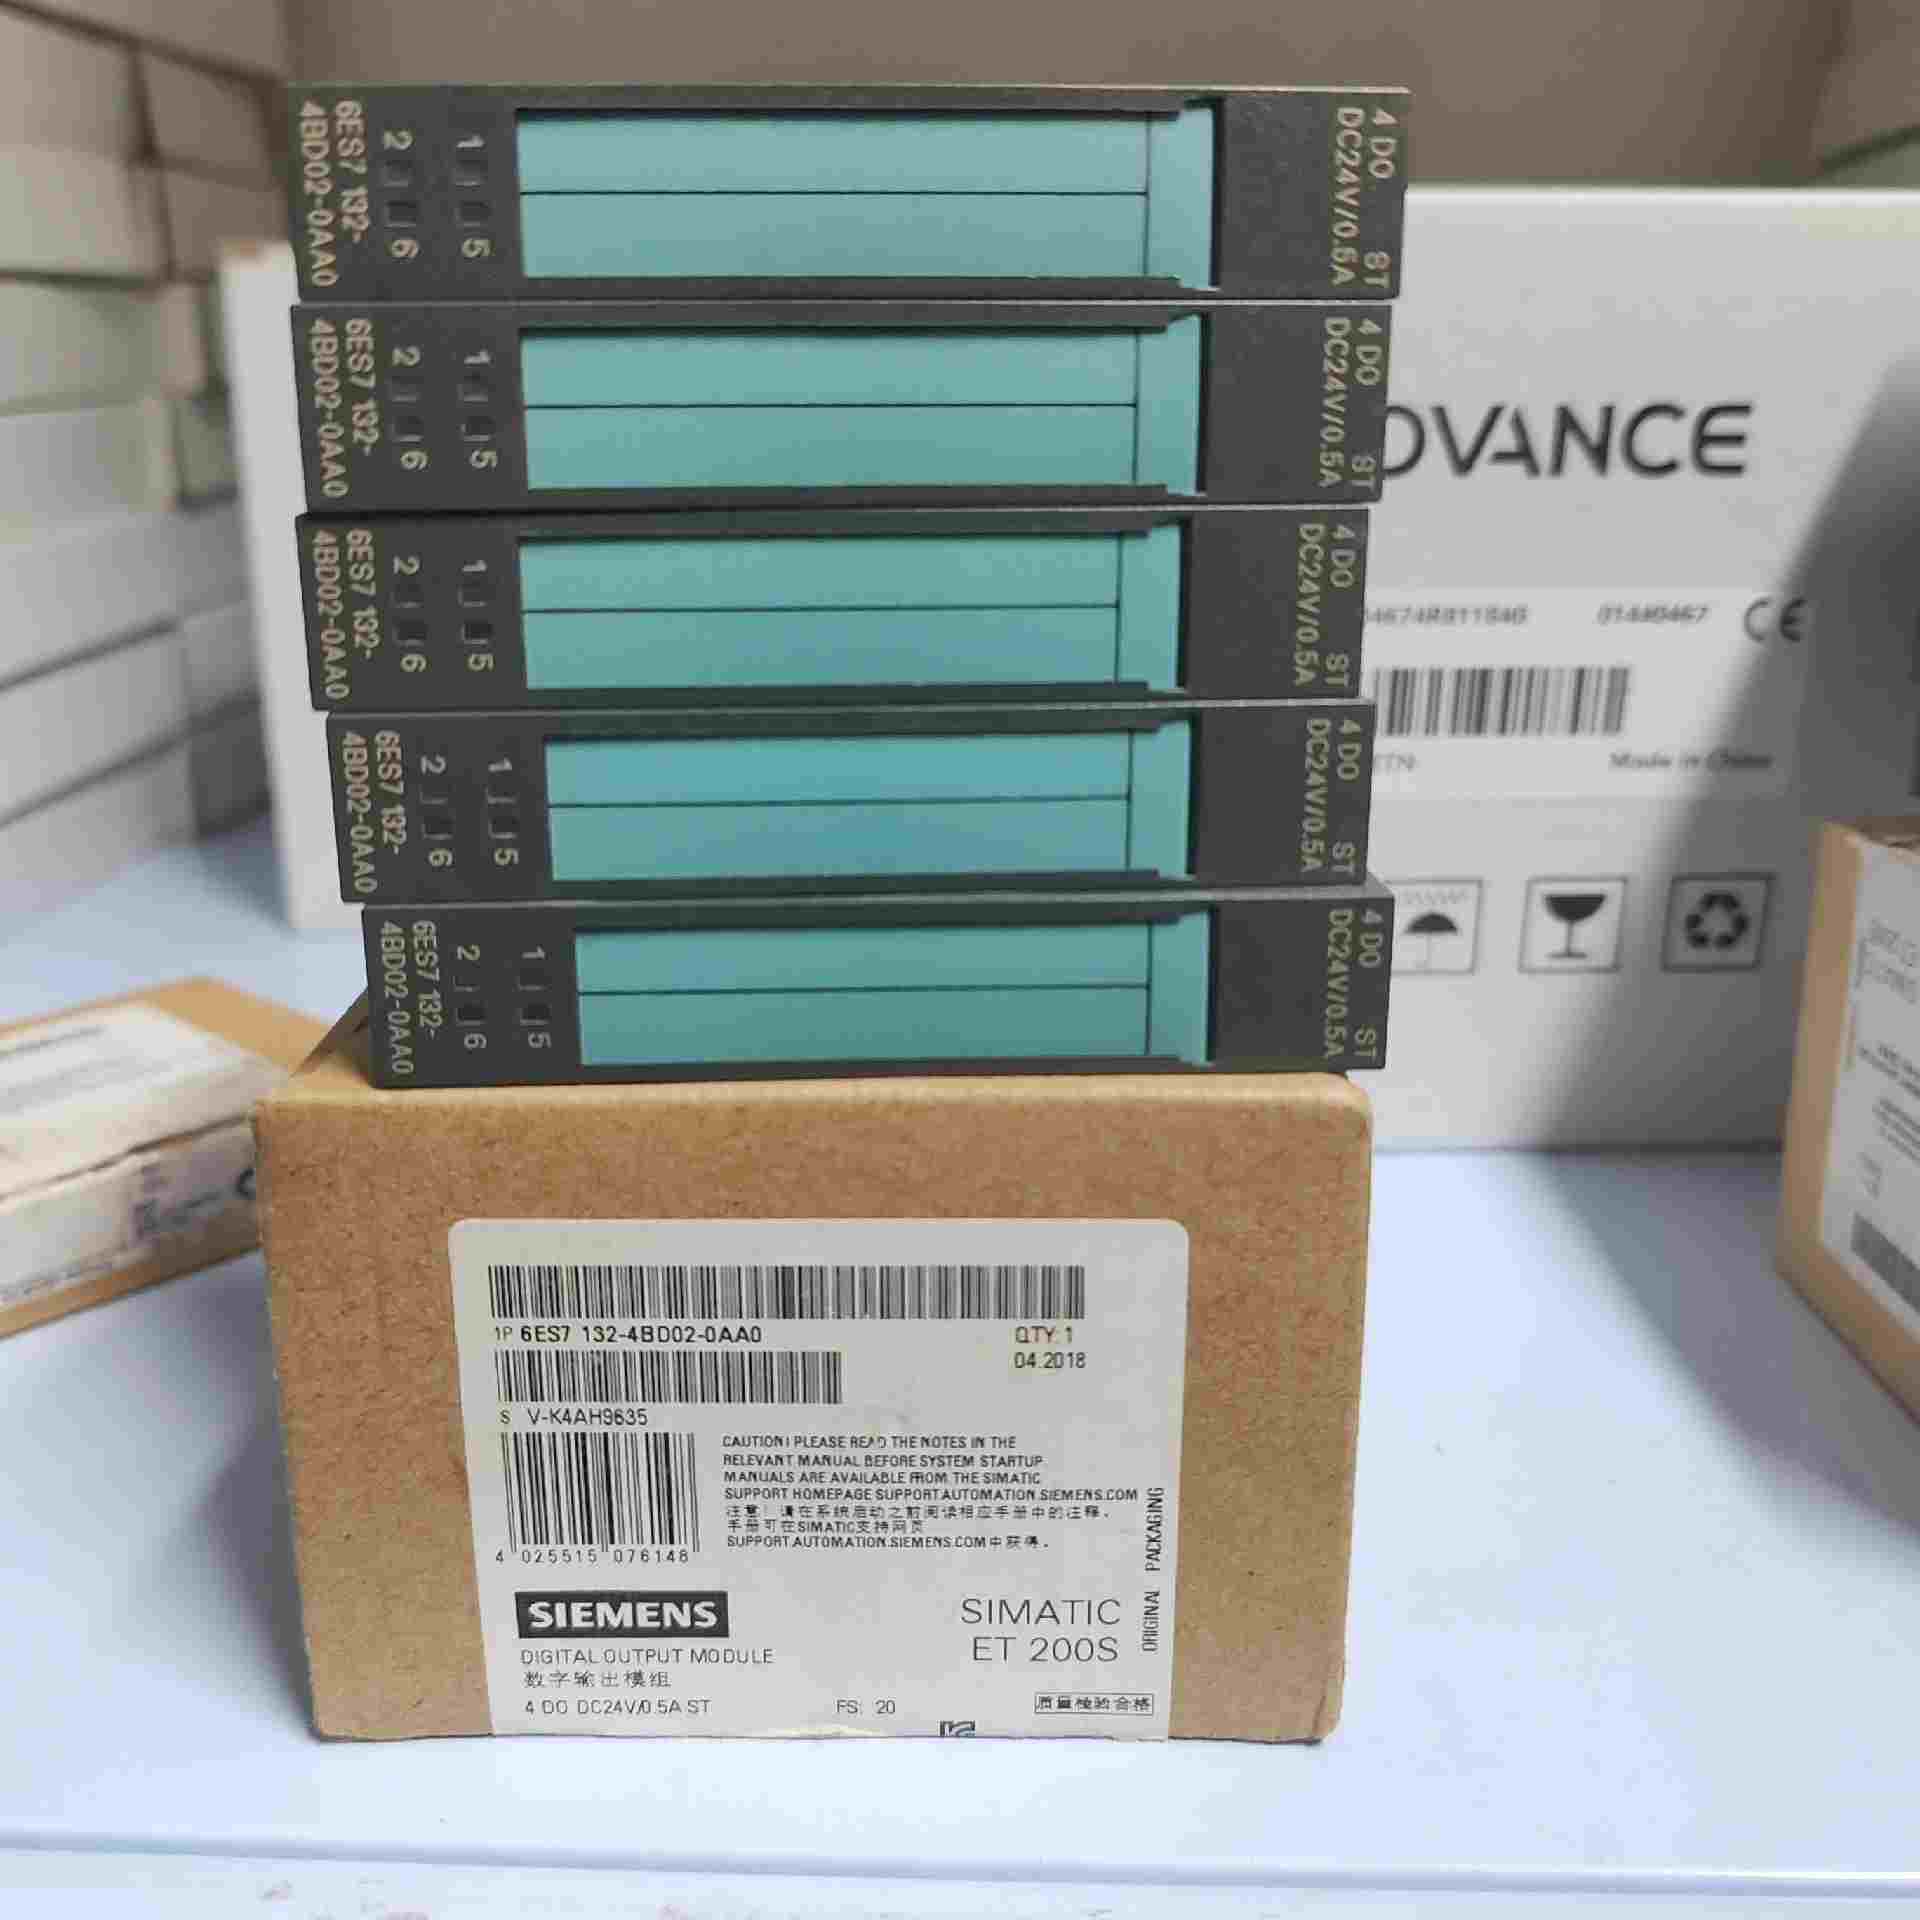 6ES7 132-
4BD02-0AA0
2
6
1
5
4 DO
DC24V/0.5A
ST
6ES7 132-
4BD02-0AA0
2
6
1
5
4 DO
DC24V/0.5A
ST
6ES7 132-
4BD02-0AA0
2
6
1
5
4 DO
DC24V/0.5A
ST
6ES7 132-
4BD02-0AA0
2
6
1
5
4 DO
DC24V/0.5A
ST
6ES7 132-
4BD02-0AA0
2
6
1
5
4 DO
DC24V/0.5A
ST
DVANCE
01440467
CE
Made in China
1P 6ES7 132-4BD02-0AA0
QTY:1
04.2018
S V-K4AH9635
CAUTION! PLEASE READ THE NOTES IN THE
RELEVANT MANUAL BEFORE SYSTEM STARTUP.
MANUALS ARE AVAILABLE FROM THE SIMATIC
SUPPORT HOMEPAGE SUPPORT.AUTOMATION.SIEMENS.COM
注意！请在系统启动之前阅读相应手册中的注释。
手册可在SIMATIC支持网页
SUPPORT.AUTOMATION.SIEMENS.COM中获得。
4 025515 076148
ORIGINAL PACKAGING
SIEMENS
SIMATIC
ET 200S
DIGITAL OUTPUT MODULE
数字输出模组
4 DO DC24V/0.5A ST
FS: 20
质量检验合格